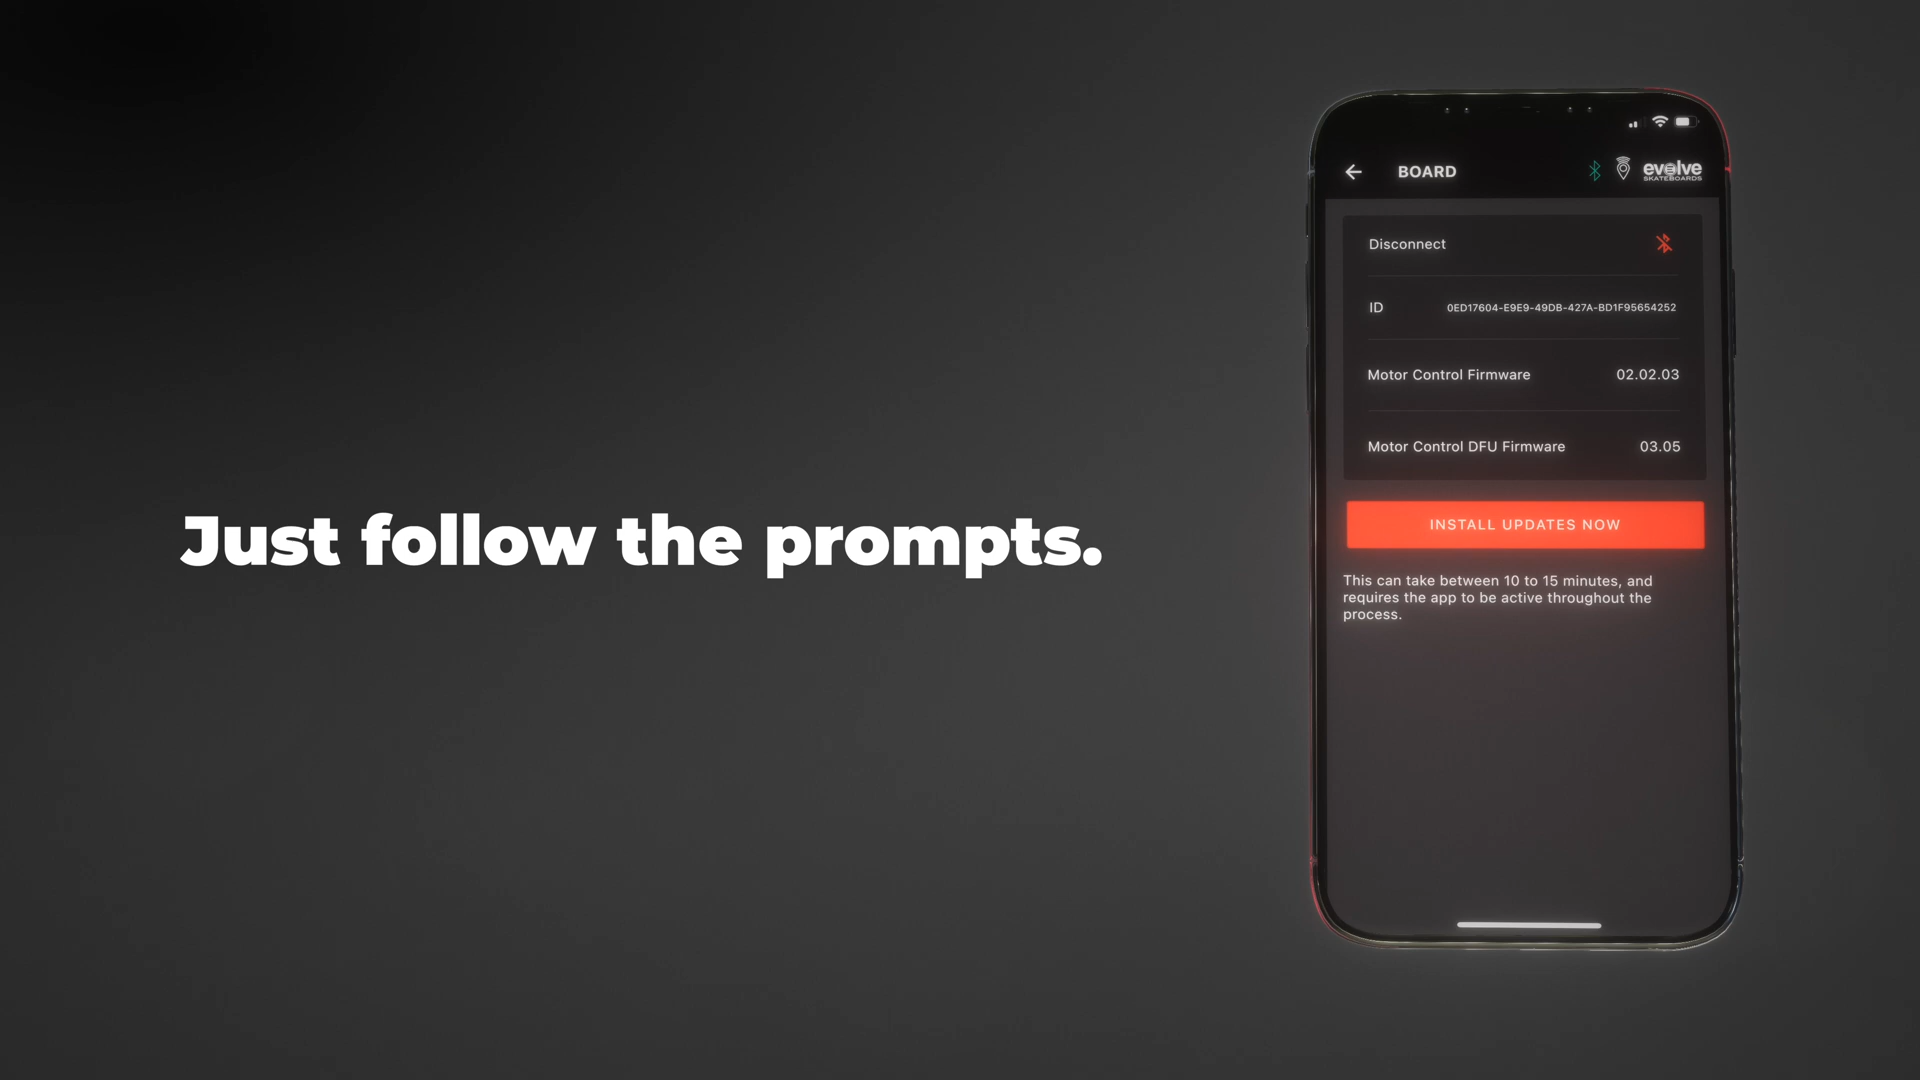 Just follow the prompts.
BOARD
evolve
SKATEBOARDS
Disconnect
ID 0ED17604-E9E9-49DB-427A-BD1F95654252
Motor Control Firmware 02.02.03
Motor Control DFU Firmware 03.05
INSTALL UPDATES NOW
This can take between 10 to 15 minutes, and
requires the app to be active throughout the
process.